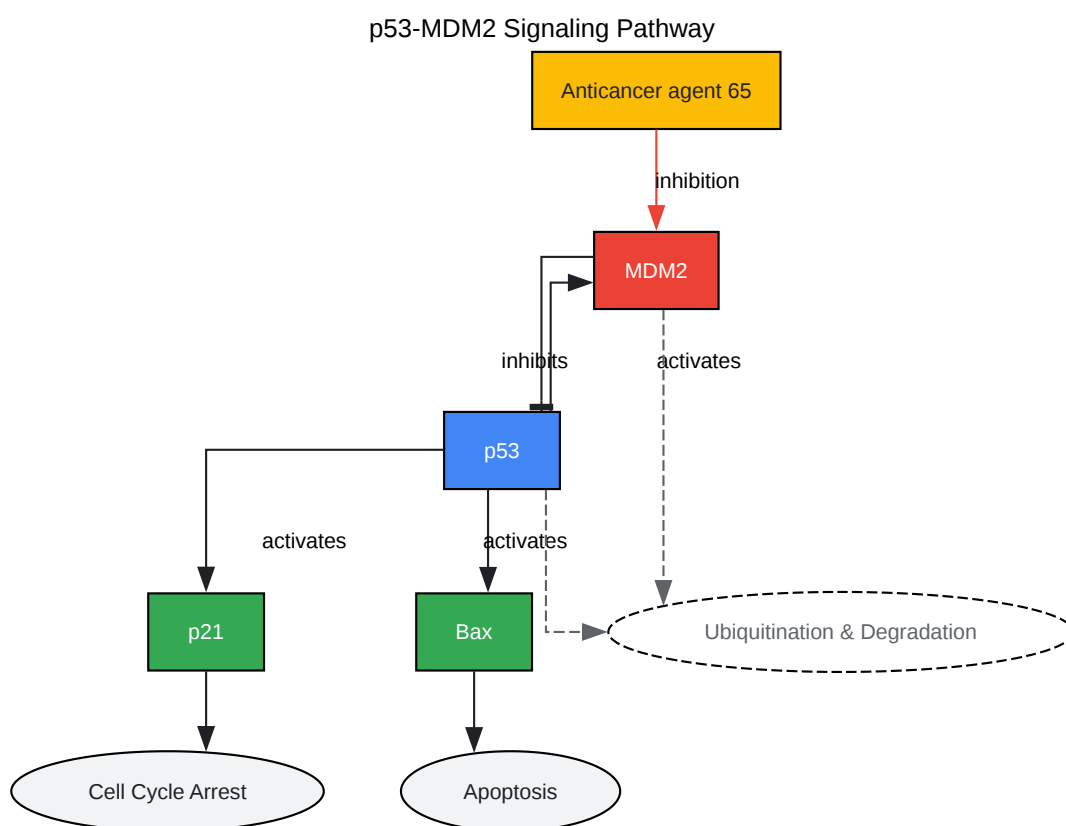 p53-MDM2 Signaling Pathway
Anticancer agent 65
inhibition
MDM2
inhibits
activates
p53
activates
activates
p21
Bax
Ubiquitination & Degradation
Cell Cycle Arrest
Apoptosis